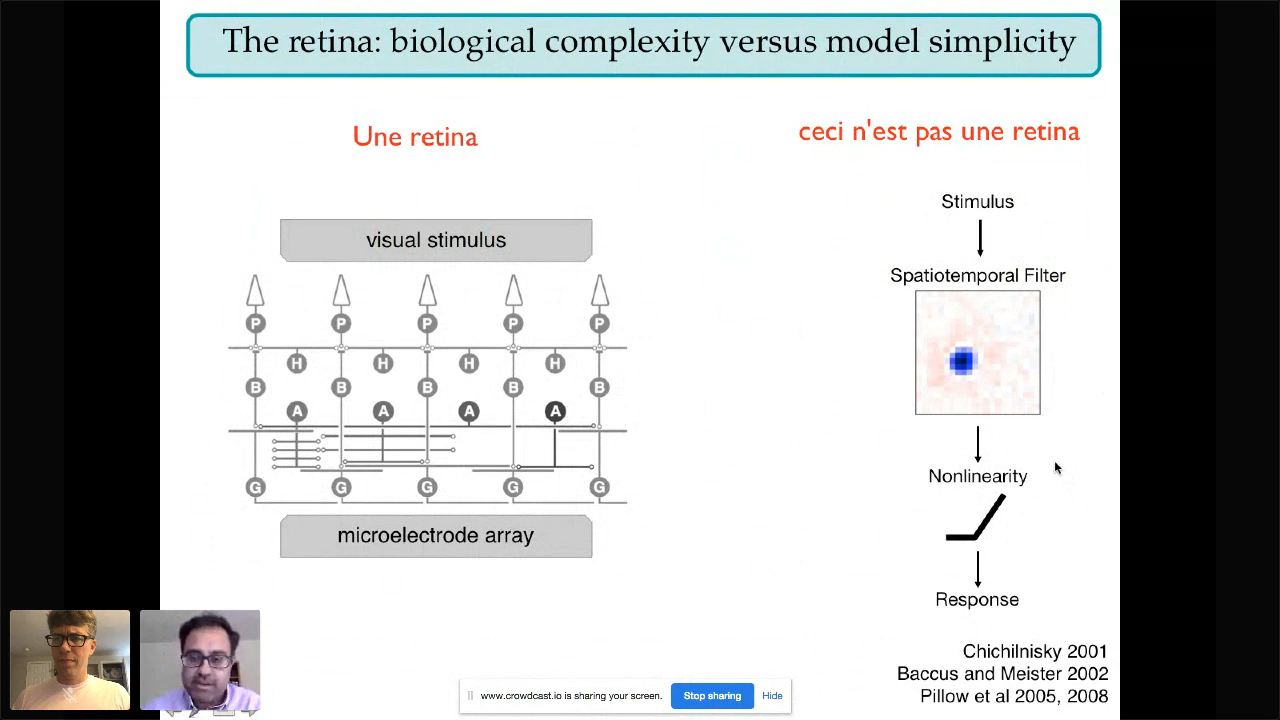 The retina: biological complexity versus model simplicity
Une retina
ceci n'est pas une retina
visual stimulus
P P P P P
H H H H
B B B B B
A A A A
G G G G G
microelectrode array
Stimulus
Spatiotemporal Filter
Nonlinearity
Response
Chichilnisky 2001
Baccus and Meister 2002
Pillow et al 2005, 2008
www.crowdcast.io is sharing your screen. Stop sharing Hide